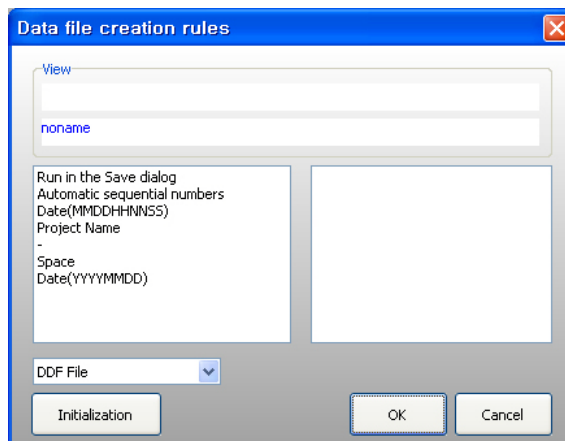 Data file creation rules
View
noname
Run in the Save dialog
Automatic sequential numbers
Date(MMDDHHNNSS)
Project Name
-
Space
Date(YYYYMMDD)
DDF File
Initialization
OK
Cancel